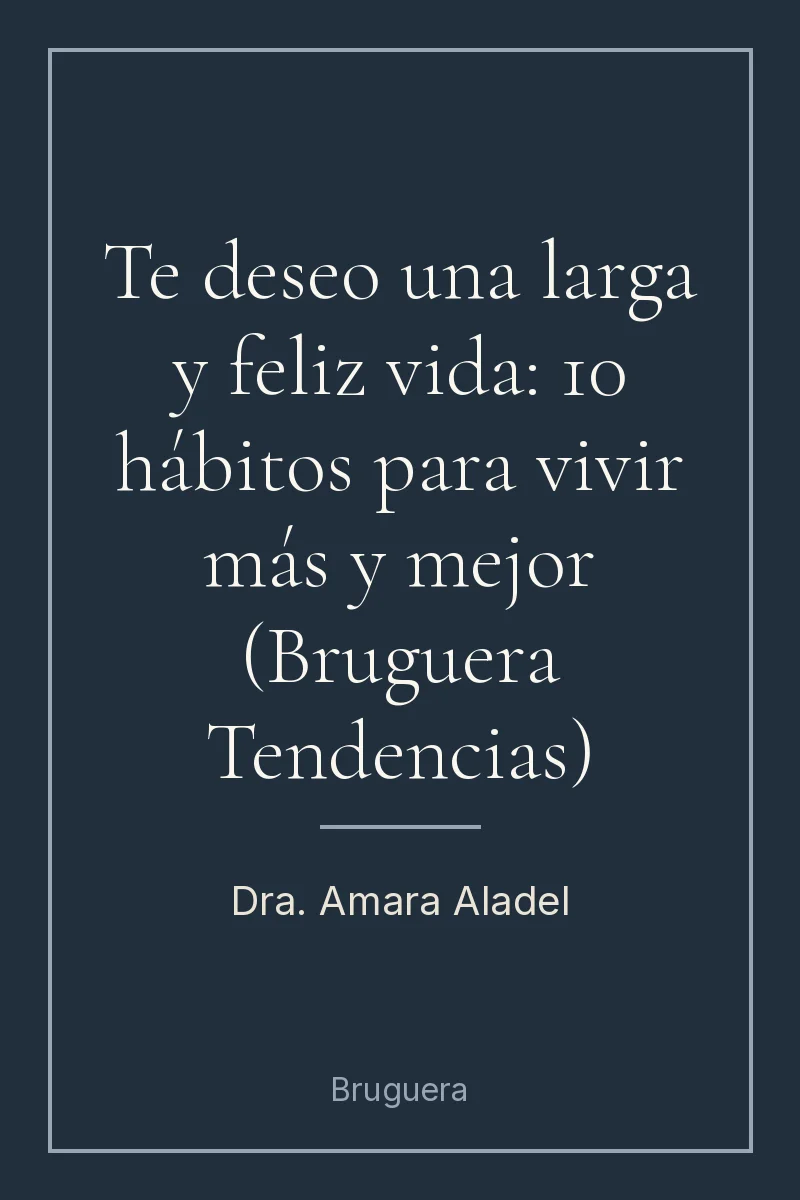 Te deseo una larga
y feliz vida: 10
hábitos para vivir
más y mejor
(Bruguera
Tendencias)
Dra. Amara Aladel
Bruguera